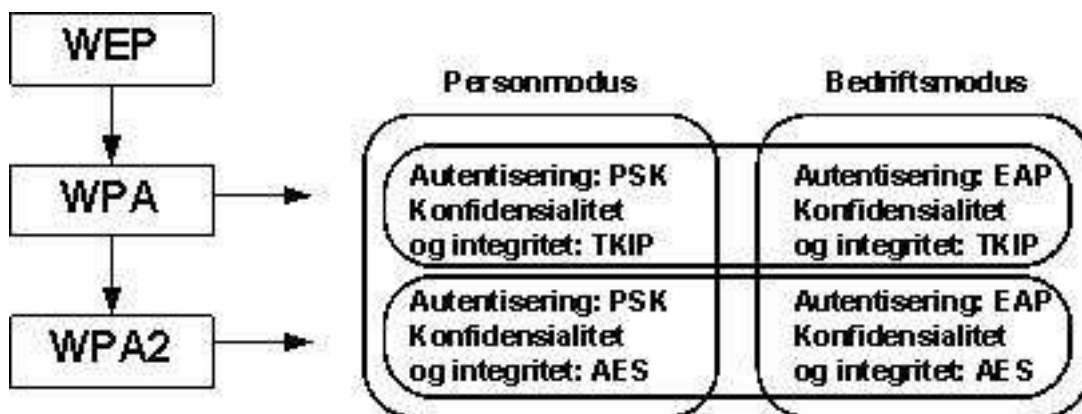 WEP
Personmodus
Bedriftsmodus
WPA
Autentisering: PSK
Konfidensialitet
og integritet: TKIP
Autentisering: EAP
Konfidensialitet
og integritet: TKIP
WPA2
Autentisering: PSK
Konfidensialitet
og integritet: AES
Autentisering: EAP
Konfidensialitet
og integritet: AES